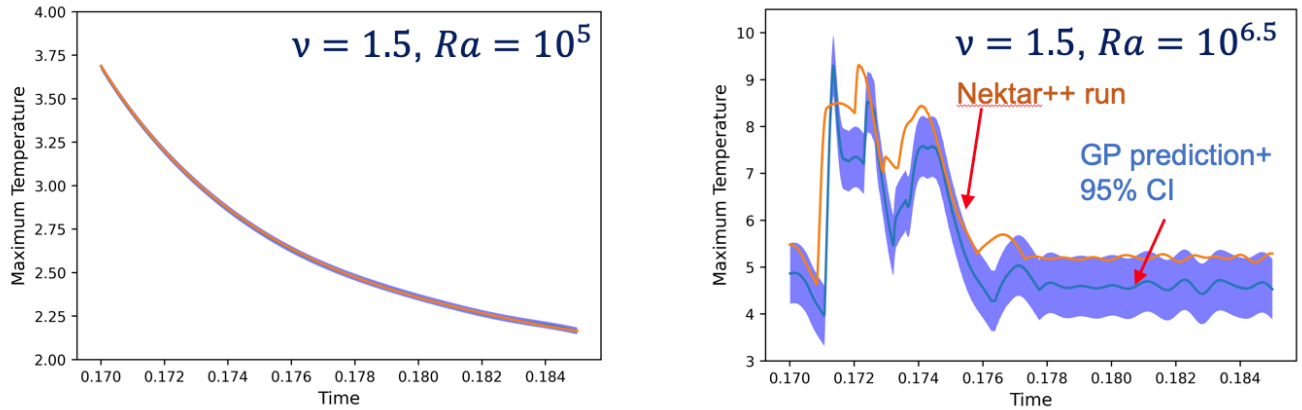 ν = 1.5, Ra = 10⁵
Maximum Temperature
4.00
3.75
3.50
3.25
3.00
2.75
2.50
2.25
2.00
0.170 0.172 0.174 0.176 0.178 0.180 0.182 0.184
Time
ν = 1.5, Ra = 10⁶·⁵
Nektar++ run
GP prediction+
95% CI
Maximum Temperature
10
9
8
7
6
5
4
3
0.170 0.172 0.174 0.176 0.178 0.180 0.182 0.184
Time